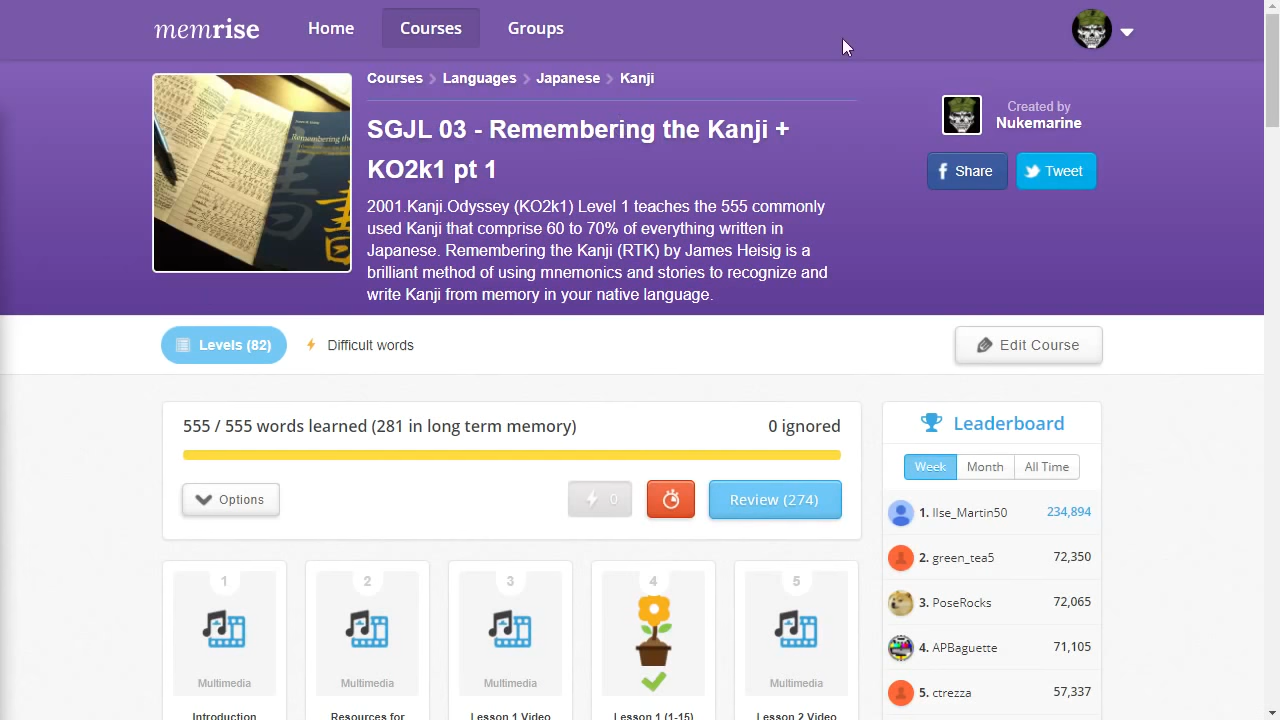 memrise
Home
Courses
Groups
Courses
Languages
Japanese
Kanji
SGJL 03 - Remembering the Kanji +
KO2k1 pt 1
2001.Kanji.Odyssey (KO2k1) Level 1 teaches the 555 commonly
used Kanji that comprise 60 to 70% of everything written in
Japanese. Remembering the Kanji (RTK) by James Heisig is a
brilliant method of using mnemonics and stories to recognize and
write Kanji from memory in your native language.
Created by
Nukemarine
Share
Tweet
Levels (82)
Difficult words
Edit Course
555 / 555 words learned (281 in long term memory)
0 ignored
Options
0
Review (274)
Leaderboard
Week
Month
All Time
1. Ilse_Martin50 234,894
2. green_tea5 72,350
3. PoseRocks 72,065
4. APBaguette 71,105
5. ctrezza 57,337
1
Multimedia
Introduction
2
Multimedia
Resources for
3
Multimedia
Lesson 1 Video
4
Lesson 1 (1-15)
5
Multimedia
Lesson 2 Video